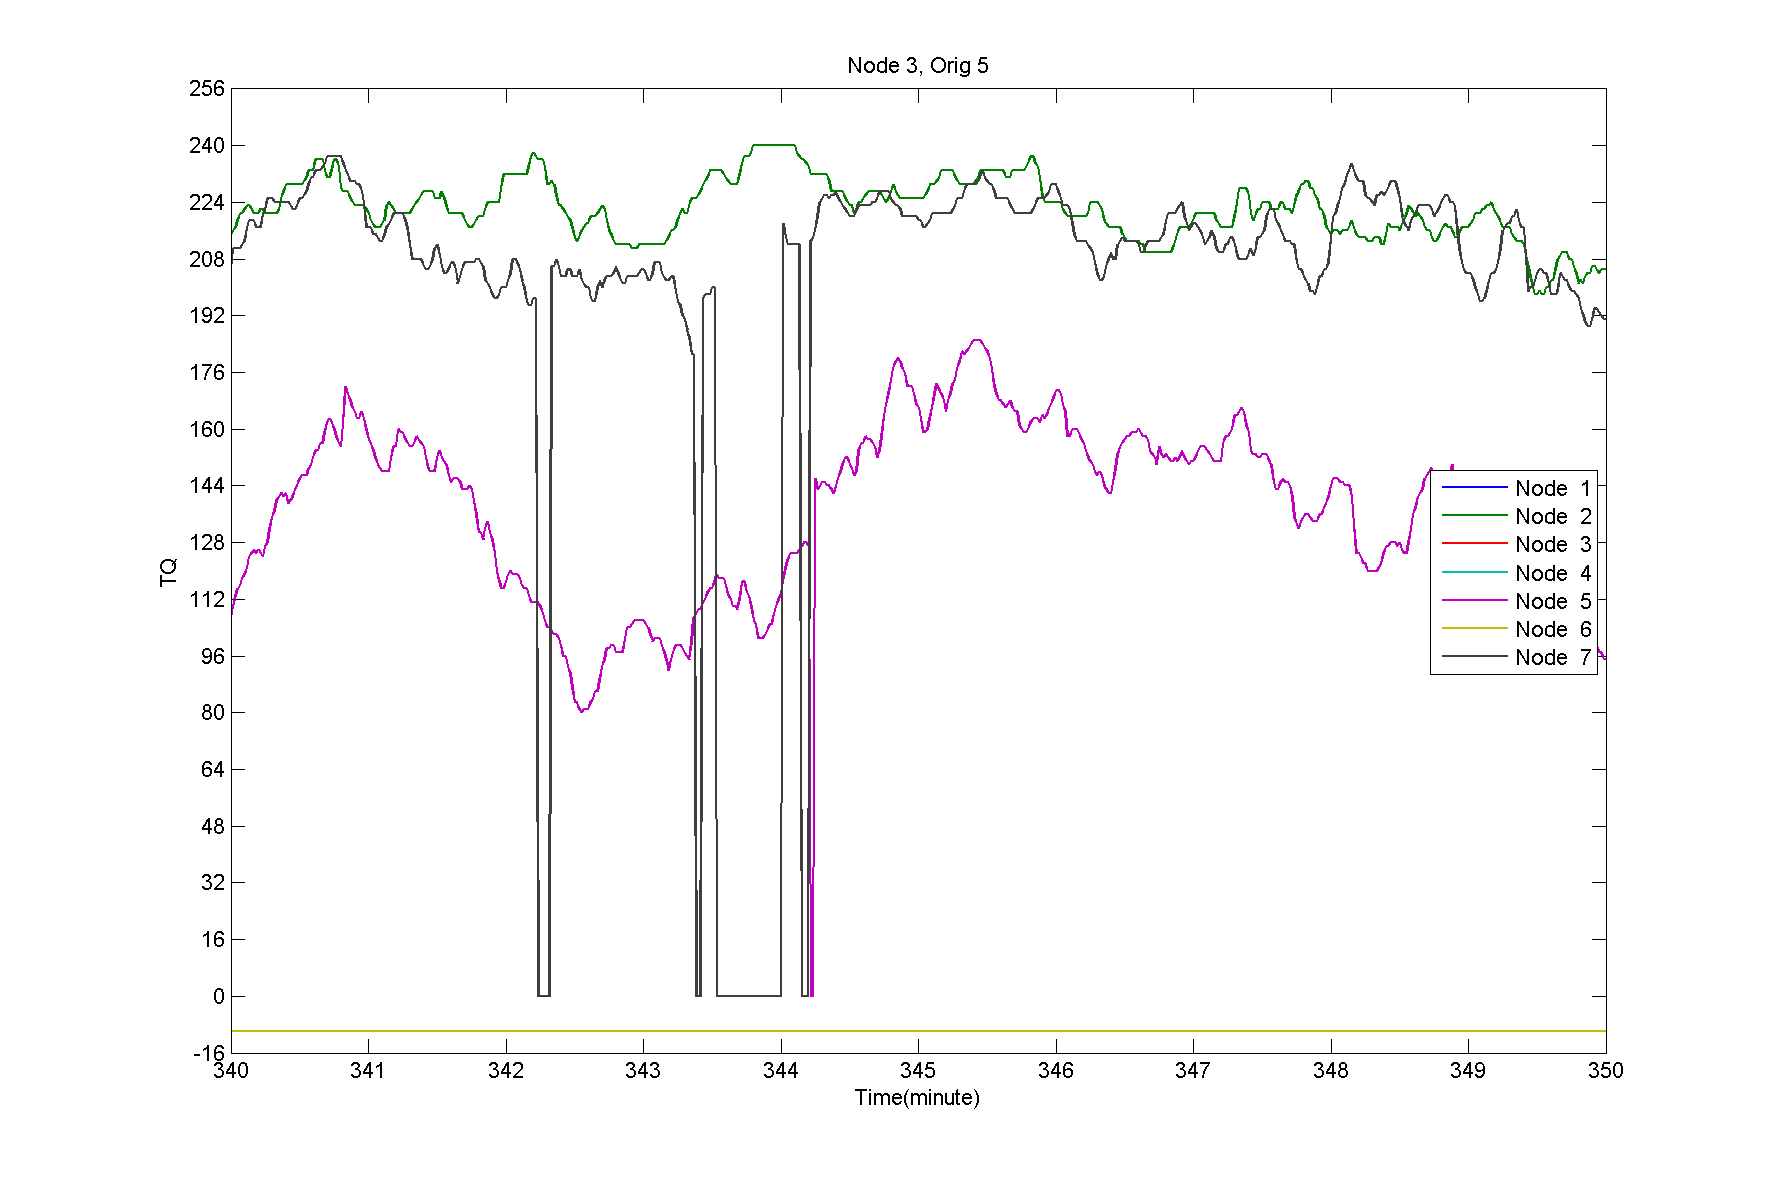 Node 3, Orig 5
256
240
224
208
192
176
160
144
128
112
96
80
64
48
32
16
0
-16
TQ
340 341 342 343 344 345 346 347 348 349 350
Time(minute)
Node 1
Node 2
Node 3
Node 4
Node 5
Node 6
Node 7